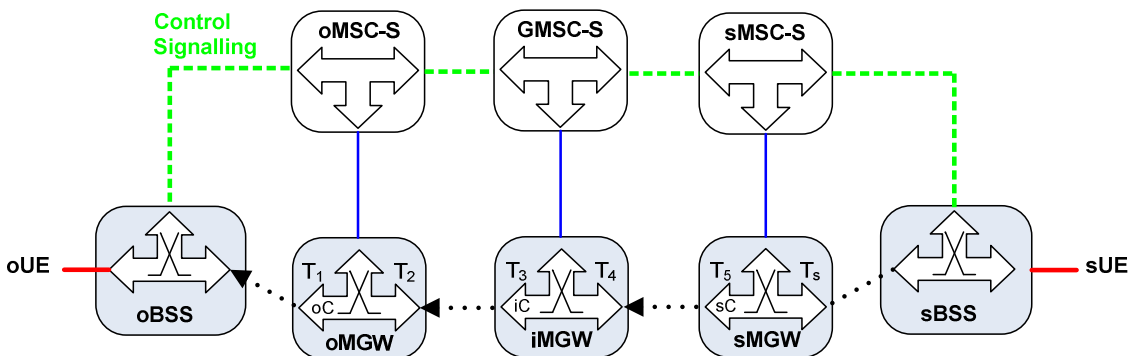 Control
Signalling
oMSC-S
GMSC-S
sMSC-S
oUE
oBSS
T1
T2
oC
oMGW
T3
T4
iC
iMGW
T5
Ts
sC
sMGW
sBSS
sUE